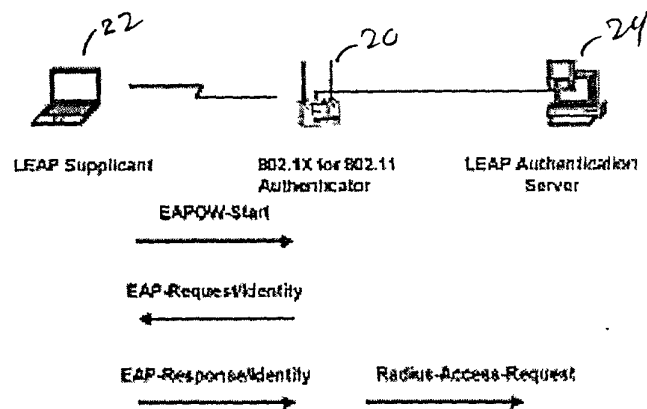 22
20
24
LEAP Supplicant
802.1X for 802.11
Authenticator
LEAP Authentication
Server
EAPOW-Start
EAP-Request/Identity
EAP-Response/Identity
Radius-Access-Request